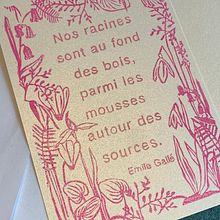 Nos racines
sont au fond
des bois,
parmi les
mousses
autour des
sources.
Emile Gallé